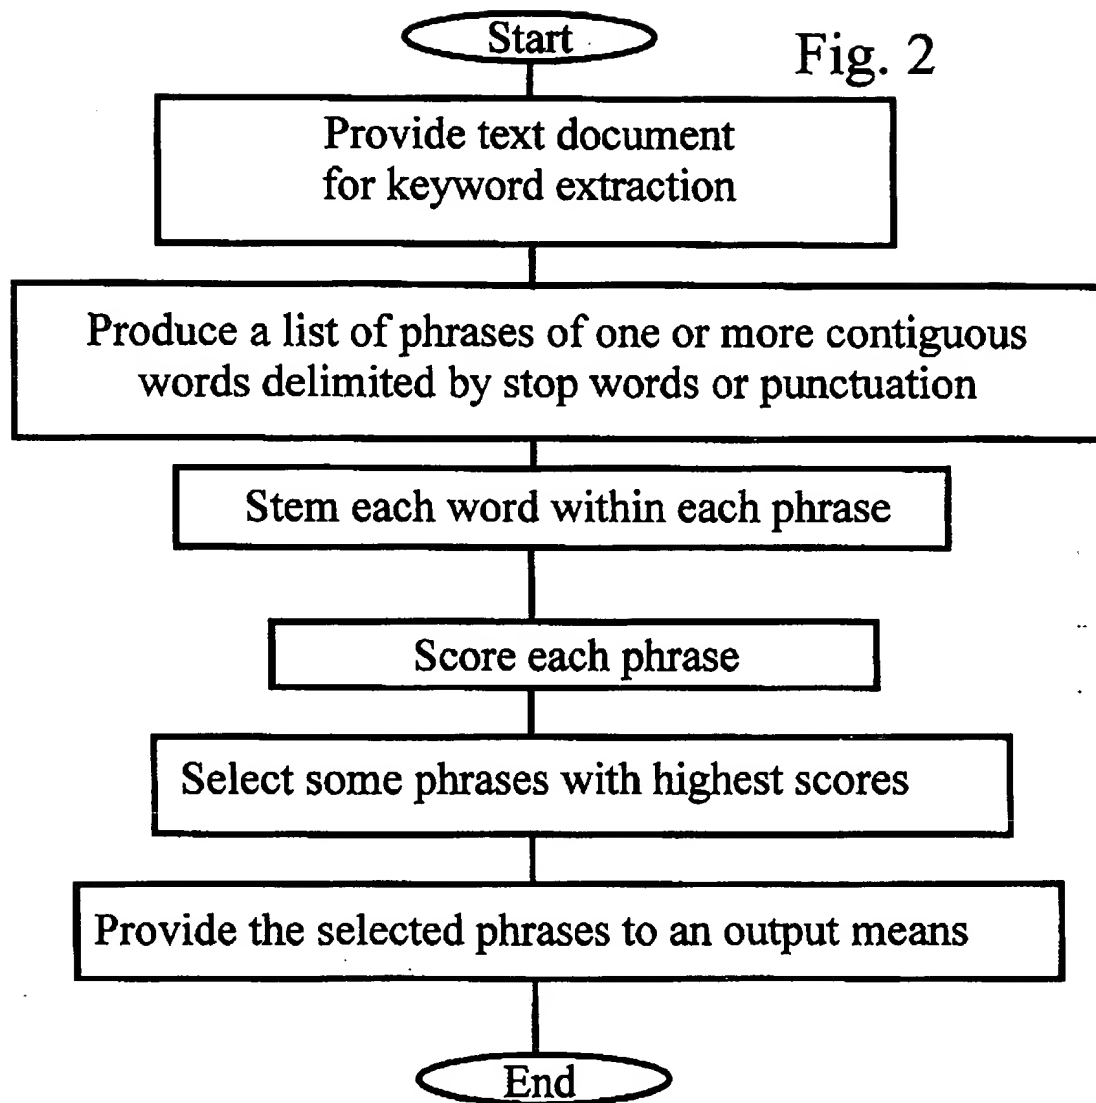 Start
Fig. 2
Provide text document
for keyword extraction
Produce a list of phrases of one or more contiguous
words delimited by stop words or punctuation
Stem each word within each phrase
Score each phrase
Select some phrases with highest scores
Provide the selected phrases to an output means
End